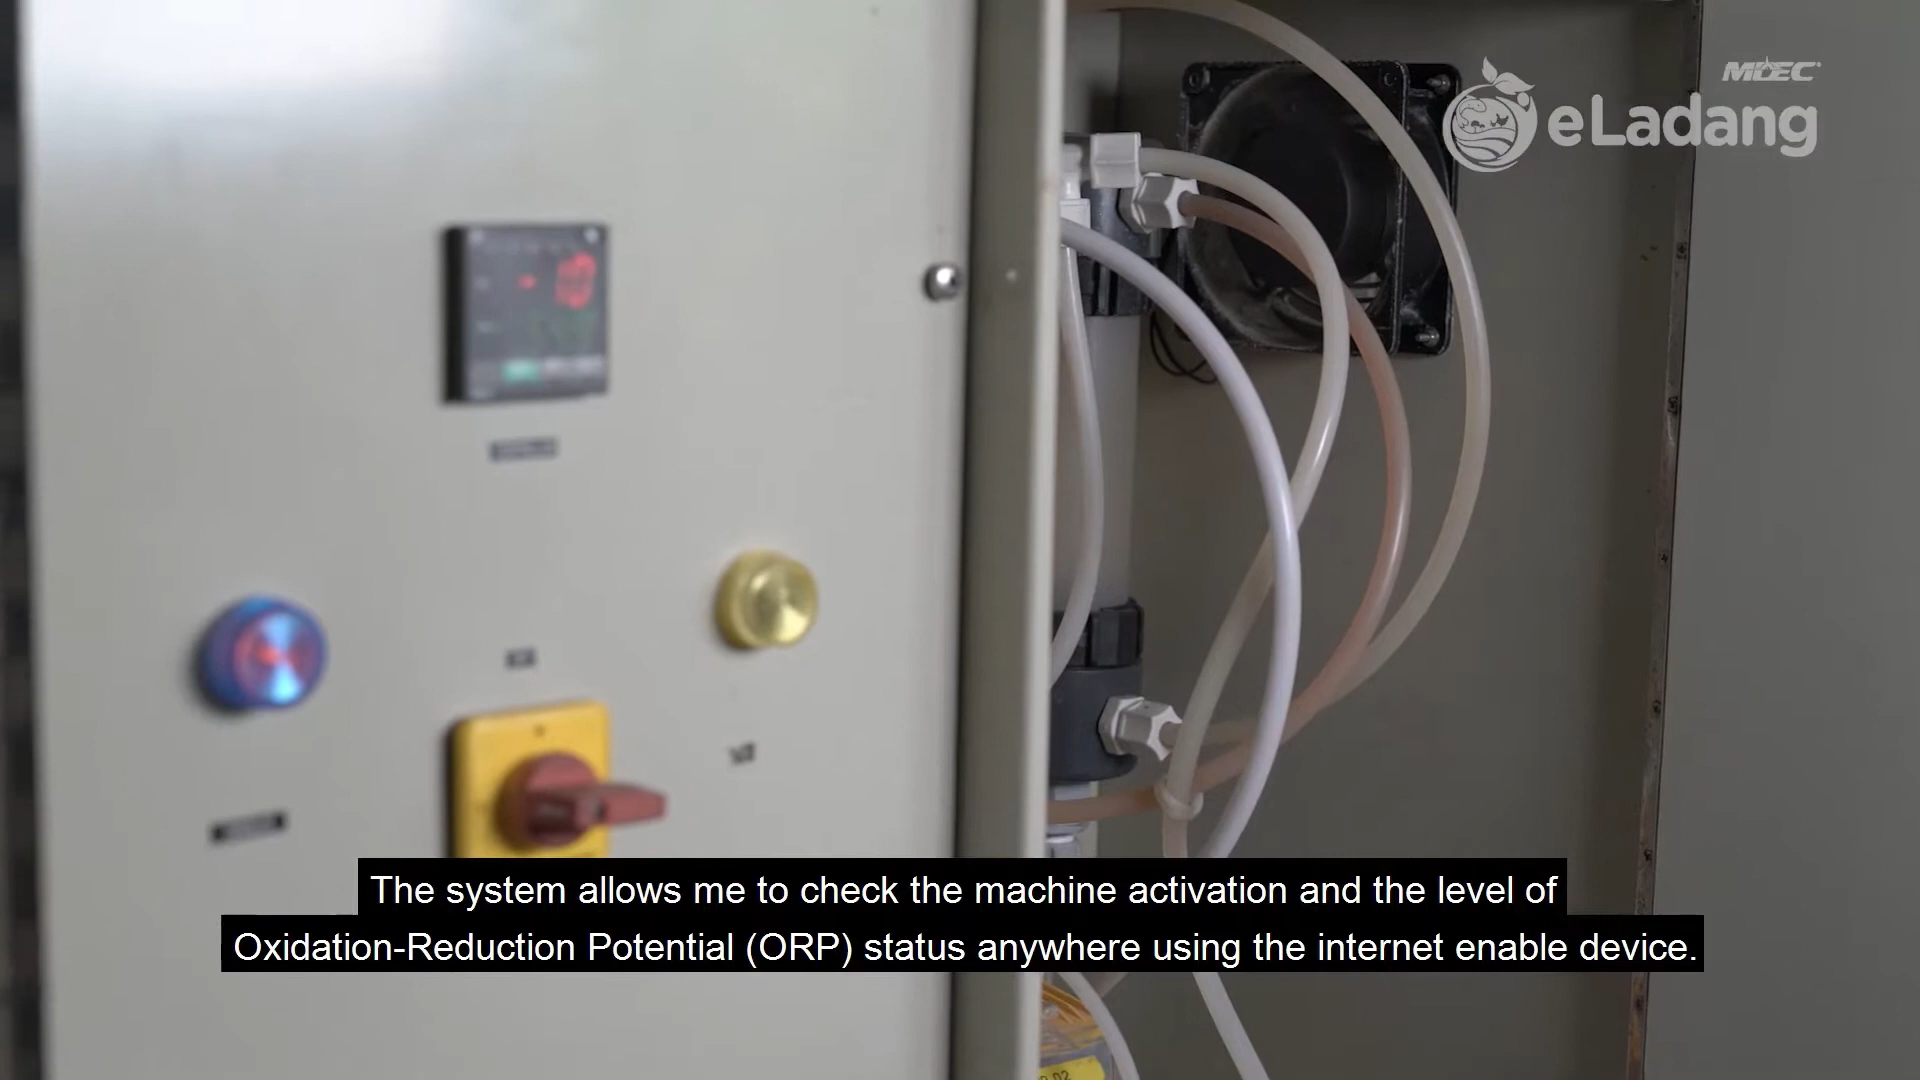 MDEC
eLadang
The system allows me to check the machine activation and the level of
Oxidation-Reduction Potential (ORP) status anywhere using the internet enable device.